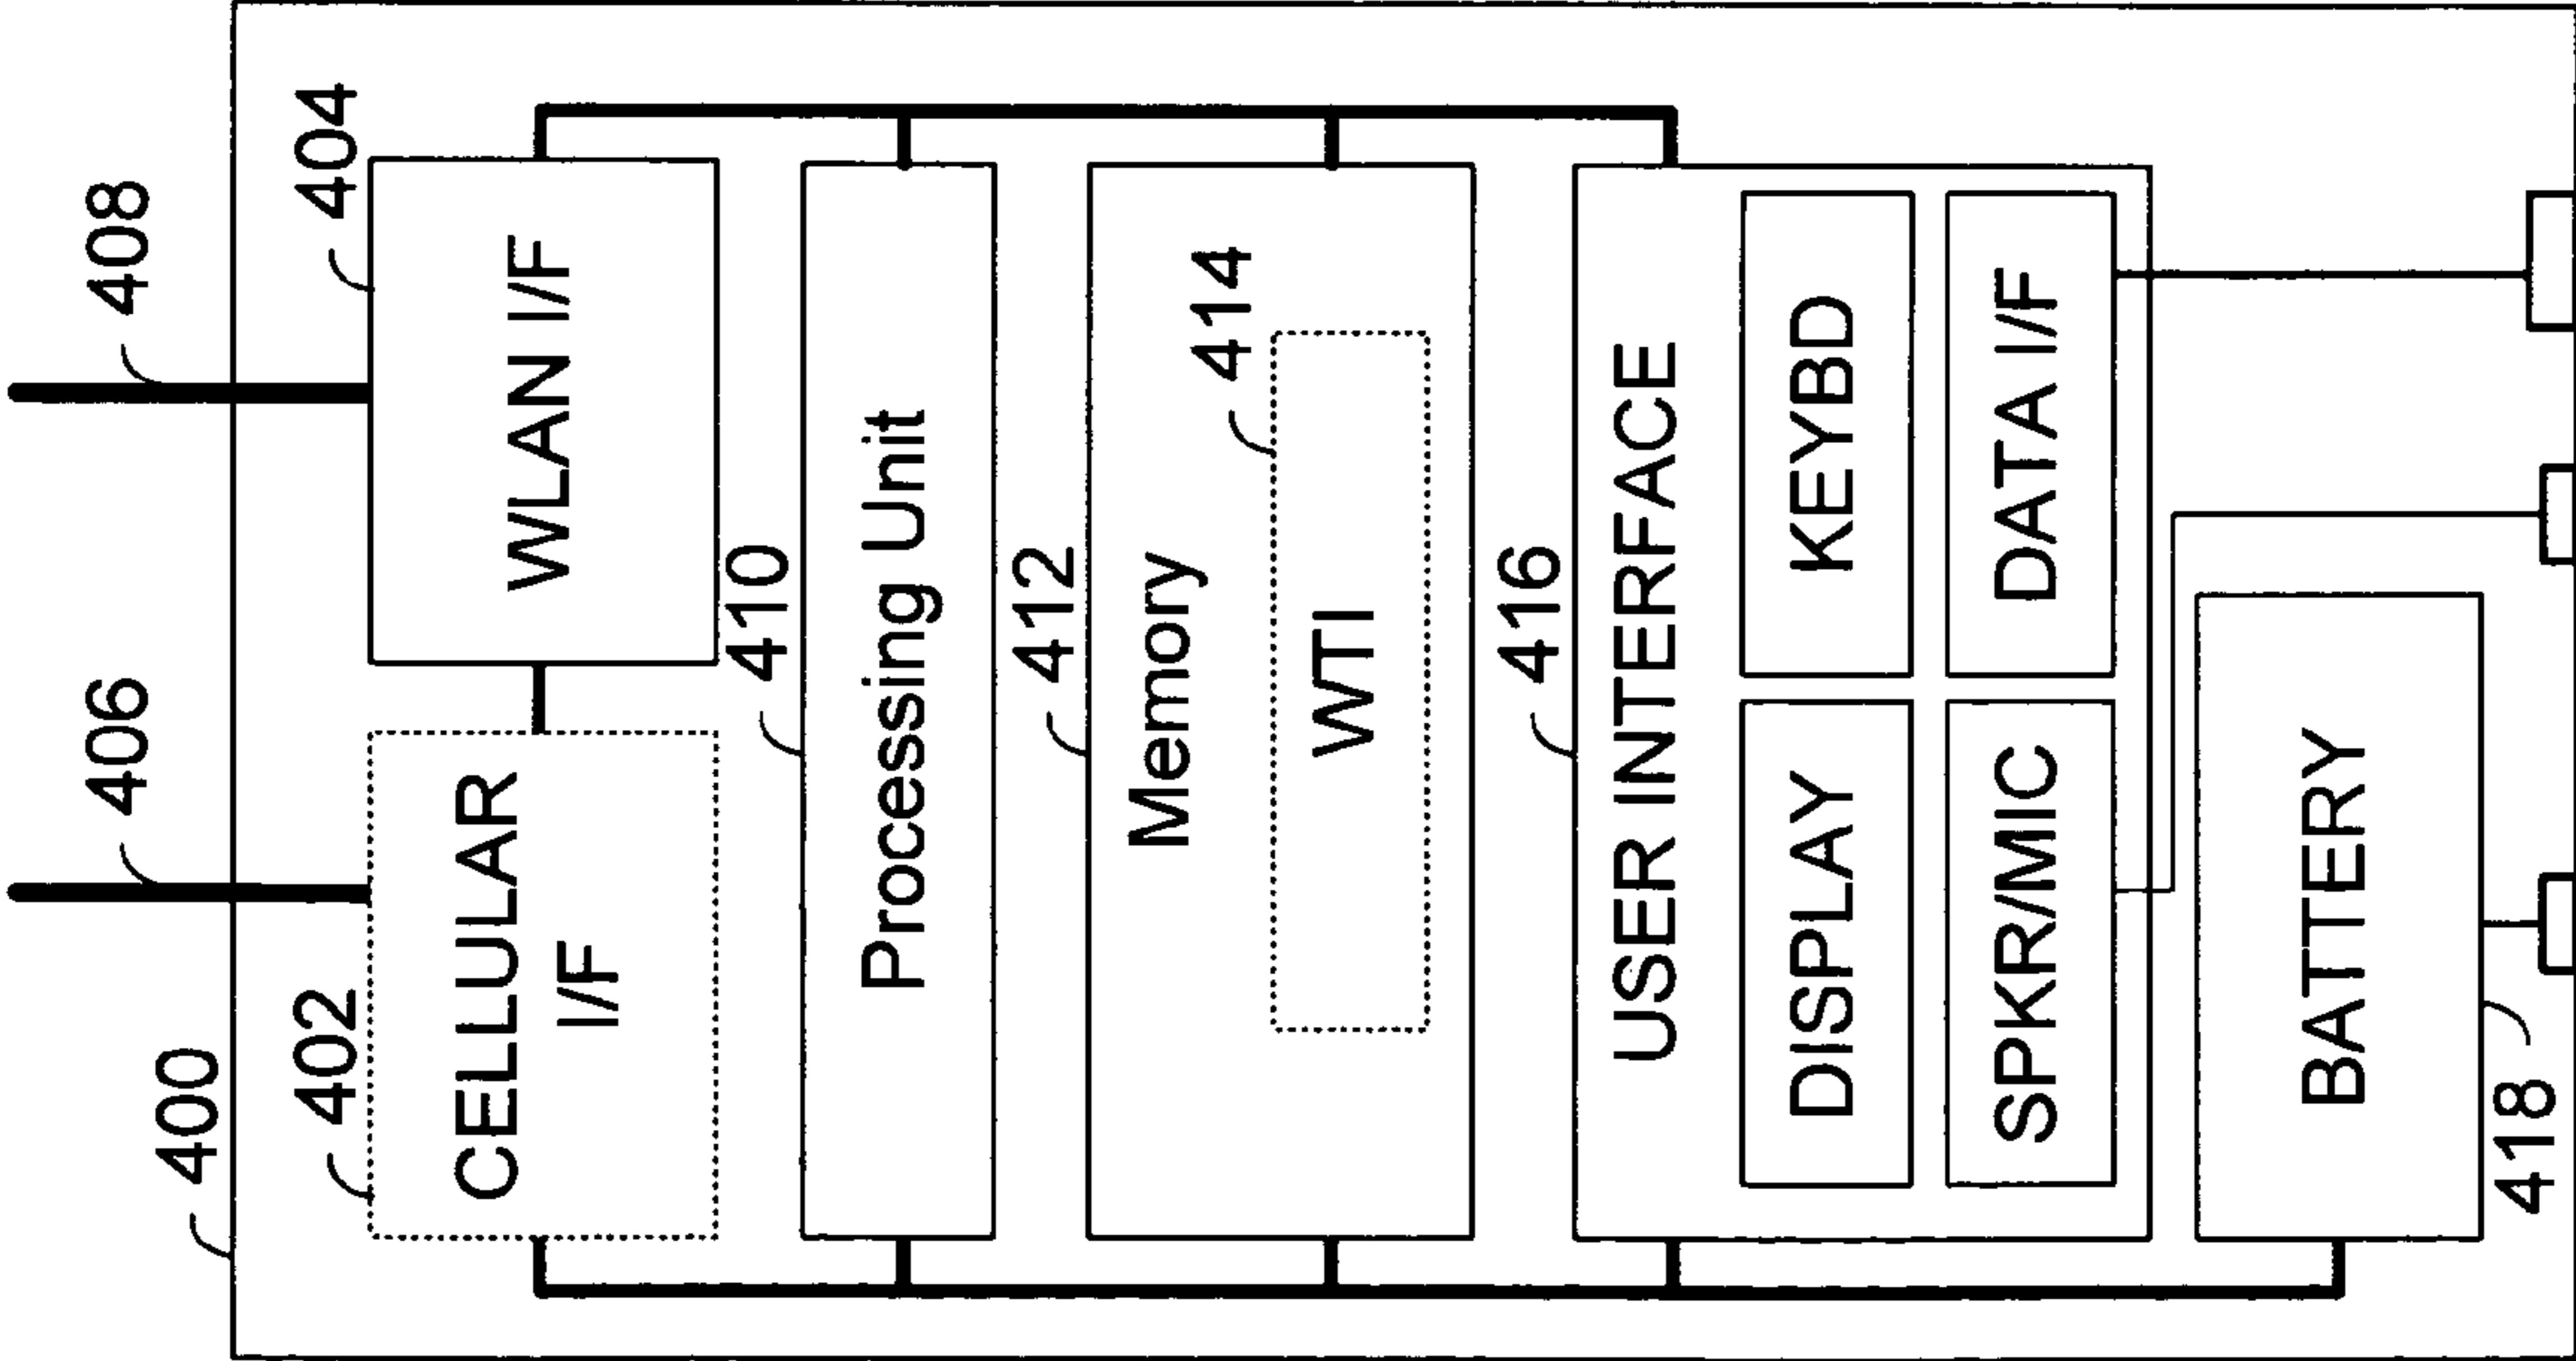 400
406
408
402
404
CELLULAR
I/F
WLAN I/F
410
Processing Unit
412
Memory
414
WTI
416
USER INTERFACE
DISPLAY
KEYBD
SPKR/MIC
DATA I/F
BATTERY
418